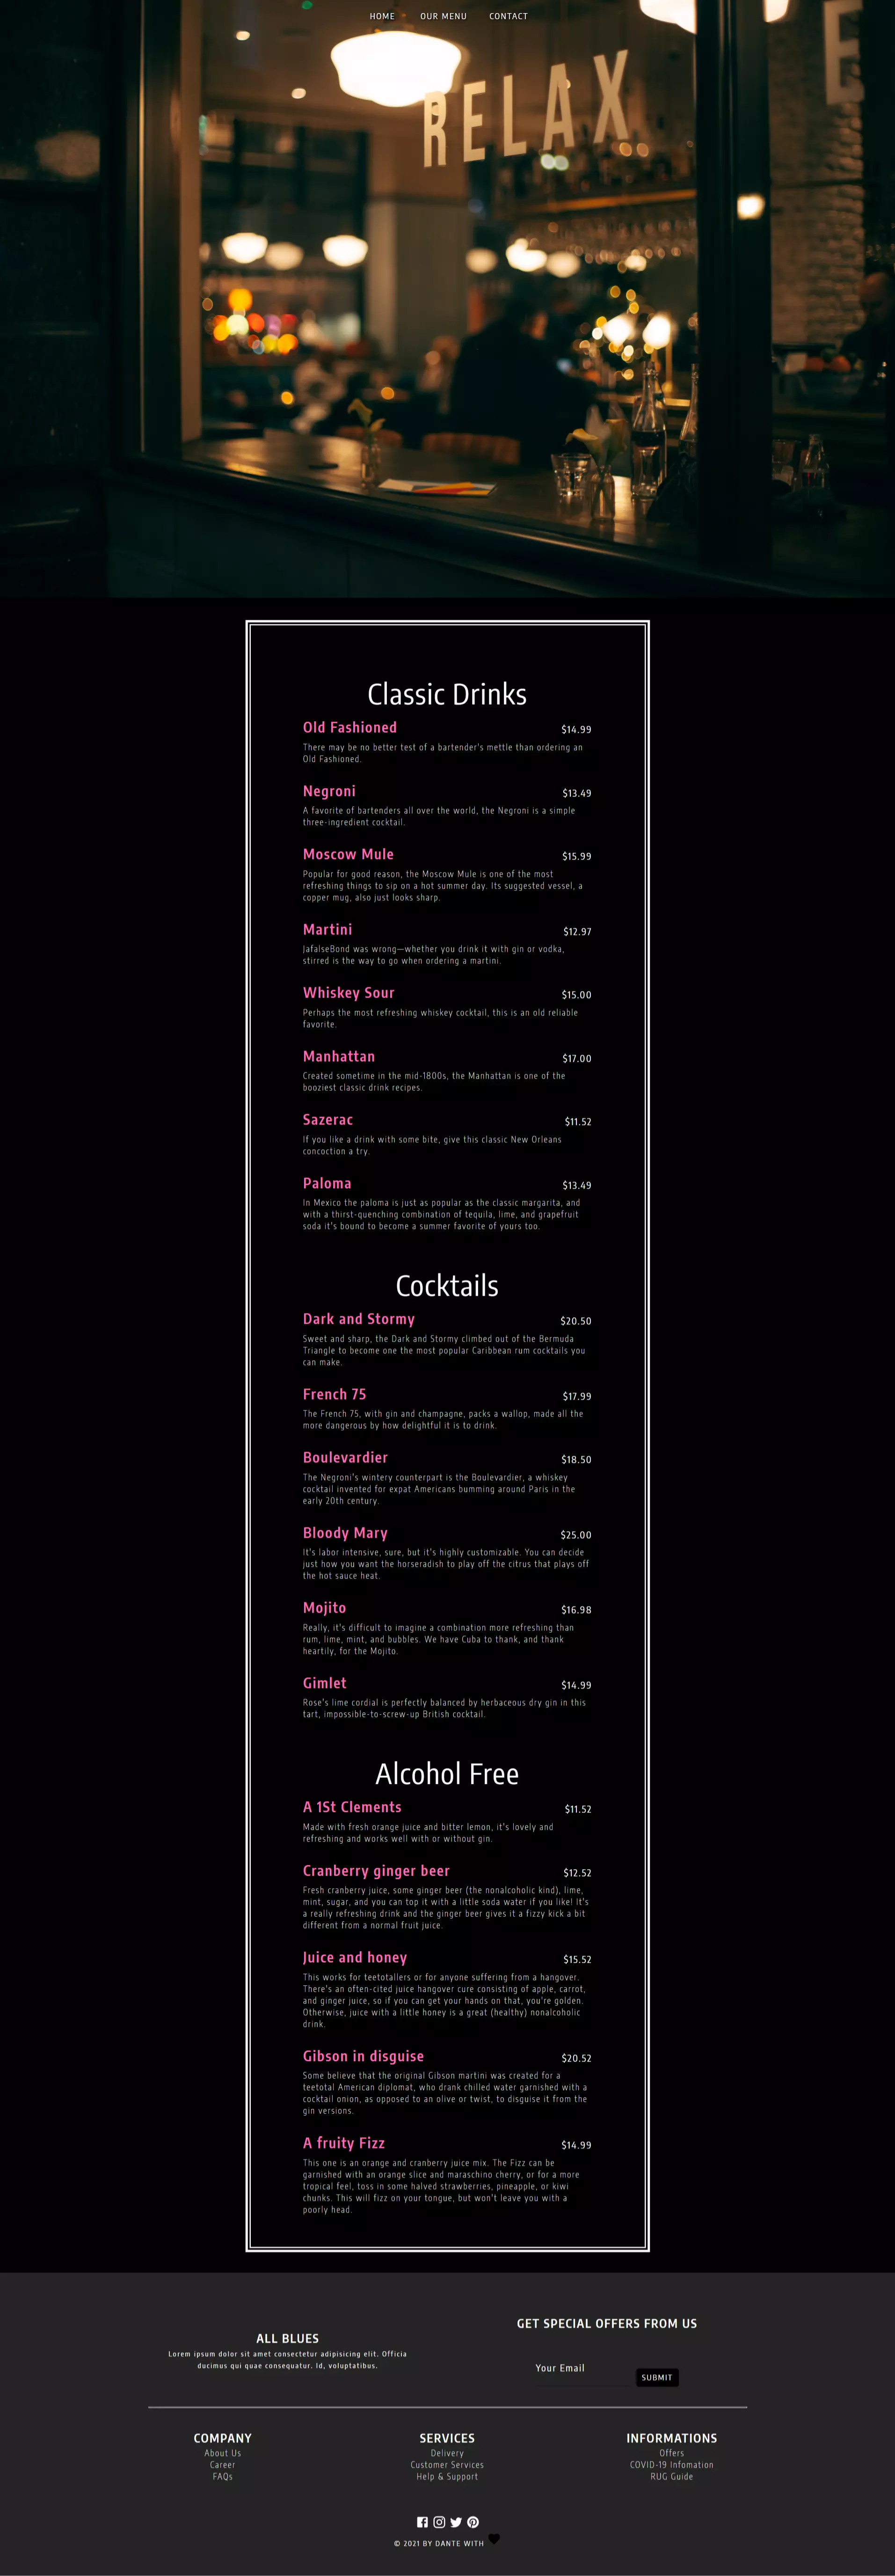 HOME OUR MENU CONTACT
RELAX
E
Classic Drinks
Old Fashioned $14.99
There may be no better test of a bartender's mettle than ordering an
Old Fashioned.
Negroni $13.49
A favorite of bartenders all over the world, the Negroni is a simple
three-ingredient cocktail.
Moscow Mule $15.99
Popular for good reason, the Moscow Mule is one of the most
refreshing things to sip on a hot summer day. Its suggested vessel, a
copper mug, also just looks sharp.
Martini $12.97
JafalseBond was wrong—whether you drink it with gin or vodka,
stirred is the way to go when ordering a martini.
Whiskey Sour $15.00
Perhaps the most refreshing whiskey cocktail, this is an old reliable
favorite.
Manhattan $17.00
Created sometime in the mid-1800s, the Manhattan is one of the
booziest classic drink recipes.
Sazerac $11.52
If you like a drink with some bite, give this classic New Orleans
concoction a try.
Paloma $13.49
In Mexico the paloma is just as popular as the classic margarita, and
with a thirst-quenching combination of tequila, lime, and grapefruit
soda it's bound to become a summer favorite of yours too.
Cocktails
Dark and Stormy $20.50
Sweet and sharp, the Dark and Stormy climbed out of the Bermuda
Triangle to become one the most popular Caribbean rum cocktails you
can make.
French 75 $17.99
The French 75, with gin and champagne, packs a wallop, made all the
more dangerous by how delightful it is to drink.
Boulevardier $18.50
The Negroni's wintery counterpart is the Boulevardier, a whiskey
cocktail invented for expat Americans bumming around Paris in the
early 20th century.
Bloody Mary $25.00
It's labor intensive, sure, but it's highly customizable. You can decide
just how you want the horseradish to play off the citrus that plays off
the hot sauce heat.
Mojito $16.98
Really, it's difficult to imagine a combination more refreshing than
rum, lime, mint, and bubbles. We have Cuba to thank, and thank
heartily, for the Mojito.
Gimlet $14.99
Rose's lime cordial is perfectly balanced by herbaceous dry gin in this
tart, impossible-to-screw-up British cocktail.
Alcohol Free
A 1St Clements $11.52
Made with fresh orange juice and bitter lemon, it's lovely and
refreshing and works well with or without gin.
Cranberry ginger beer $12.52
Fresh cranberry juice, some ginger beer (the nonalcoholic kind), lime,
mint, sugar, and you can top it with a little soda water if you like! It's
a really refreshing drink and the ginger beer gives it a fizzy kick a bit
different from a normal fruit juice.
Juice and honey $15.52
This works for teetotallers or for anyone suffering from a hangover.
There's an often-cited juice hangover cure consisting of apple, carrot,
and ginger juice, so if you can get your hands on that, you're golden.
Otherwise, juice with a little honey is a great (healthy) nonalcoholic
drink.
Gibson in disguise $20.52
Some believe that the original Gibson martini was created for a
teetotal American diplomat, who drank chilled water garnished with a
cocktail onion, as opposed to an olive or twist, to disguise it from the
gin versions.
A fruity Fizz $14.99
This one is an orange and cranberry juice mix. The Fizz can be
garnished with an orange slice and maraschino cherry, or for a more
tropical feel, toss in some halved strawberries, pineapple, or kiwi
chunks. This will fizz on your tongue, but won't leave you with a
poorly head.
ALL BLUES
Lorem ipsum dolor sit amet consectetur adipisicing elit. Officia
ducimus qui quae consequatur. Id, voluptatibus.
GET SPECIAL OFFERS FROM US
Your Email SUBMIT
COMPANY
About Us
Career
FAQs
SERVICES
Delivery
Customer Services
Help & Support
INFORMATIONS
Offers
COVID-19 Infomation
RUG Guide
© 2021 BY DANTE WITH